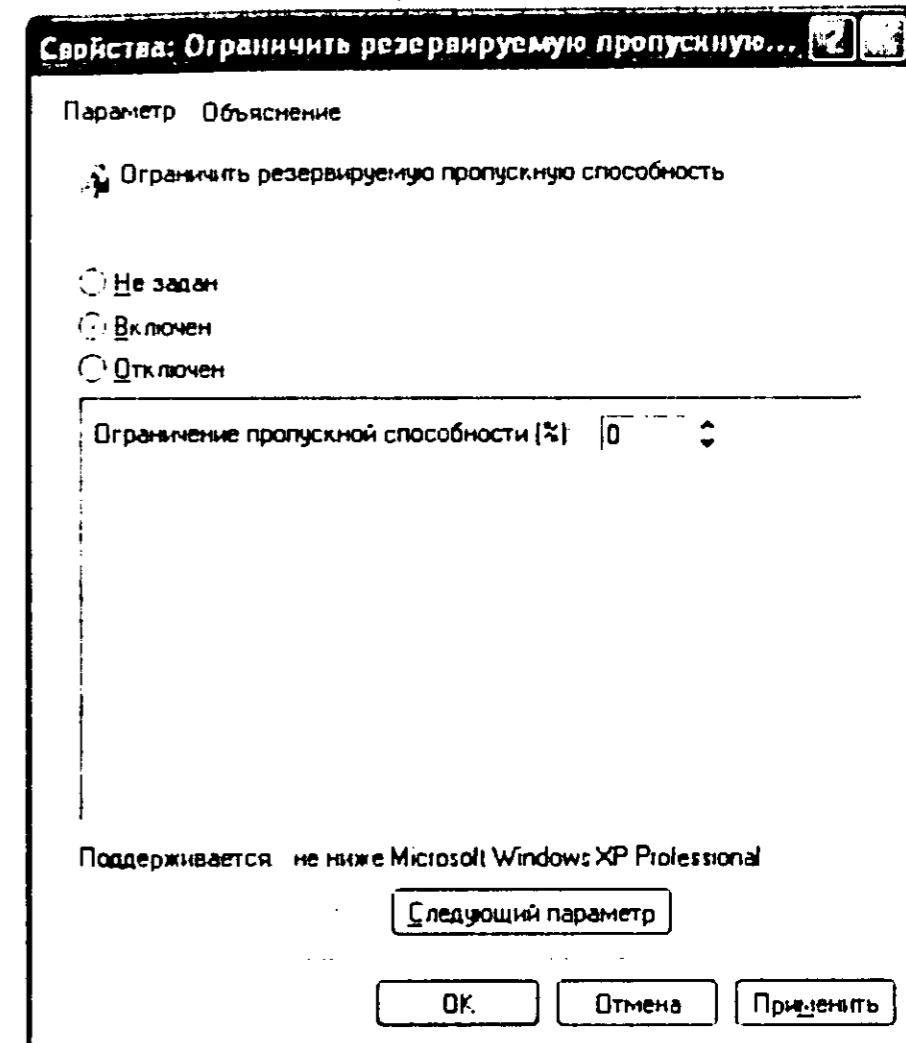 Свойства: Ограничить резервируемую пропускную...
Параметр Объяснение
Ограничить резервируемую пропускную способность
Не задан
Включен
Отключен
Ограничение пропускной способности (%) 0
Поддерживается не ниже Microsoft Windows XP Professional
Следующий параметр
OK Отмена Применить